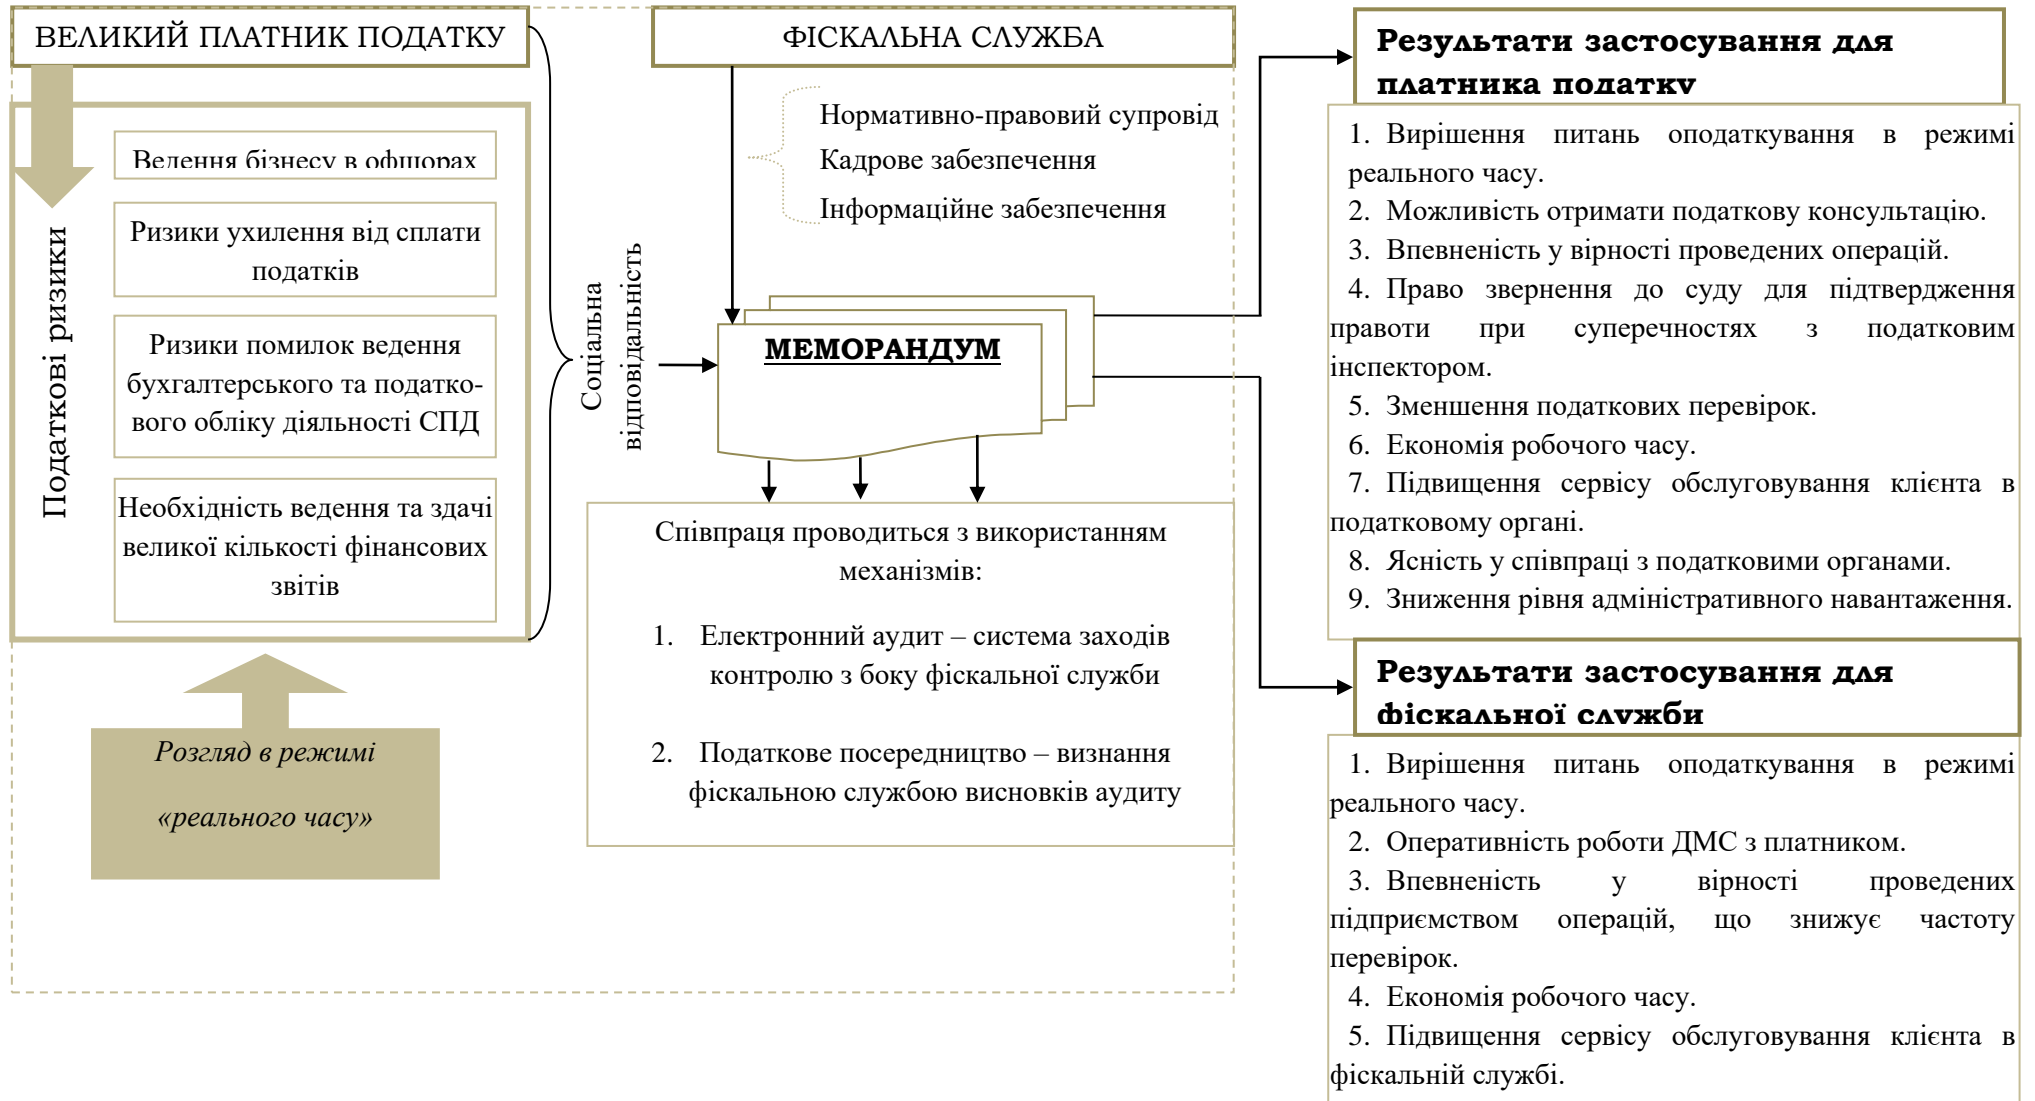 ВЕЛИКИЙ ПЛАТНИК ПОДАТКУ
Податкові ризики
Ведення бізнесу в офшорах
Ризики ухилення від сплати
податків
Ризики помилок ведення
бухгалтерського та податко-
вого обліку діяльності СПД
Необхідність ведення та здачі
великої кількості фінансових
звітів
Розгляд в режимі
«реального часу»
Соціальна
відповідальність
ФІСКАЛЬНА СЛУЖБА
Нормативно-правовий супровід
Кадрове забезпечення
Інформаційне забезпечення
МЕМОРАНДУМ
Співпраця проводиться з використанням
механізмів:
1. Електронний аудит – система заходів
контролю з боку фіскальної служби
2. Податкове посередництво – визнання
фіскальною службою висновків аудиту
Результати застосування для
платника податку
1. Вирішення питань оподаткування в режимі
реального часу.
2. Можливість отримати податкову консультацію.
3. Впевненість у вірності проведених операцій.
4. Право звернення до суду для підтвердження
правоти при суперечностях з податковим
інспектором.
5. Зменшення податкових перевірок.
6. Економія робочого часу.
7. Підвищення сервісу обслуговування клієнта в
податковому органі.
8. Ясність у співпраці з податковими органами.
9. Зниження рівня адміністративного навантаження.
Результати застосування для
фіскальної служби
1. Вирішення питань оподаткування в режимі
реального часу.
2. Оперативність роботи ДМС з платником.
3. Впевненість у вірності проведених
підприємством операцій, що знижує частоту
перевірок.
4. Економія робочого часу.
5. Підвищення сервісу обслуговування клієнта в
фіскальній службі.